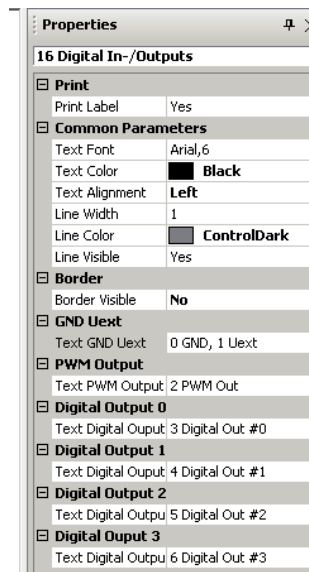 Properties
16 Digital In-/Outputs
Print
Print Label Yes
Common Parameters
Text Font Arial,6
Text Color Black
Text Alignment Left
Line Width 1
Line Color ControlDark
Line Visible Yes
Border
Border Visible No
GND Uext
Text GND Uext 0 GND, 1 Uext
PWM Output
Text PWM Output 2 PWM Out
Digital Output 0
Text Digital Ouput 3 Digital Out #0
Digital Output 1
Text Digital Ouput 4 Digital Out #1
Digital Output 2
Text Digital Outpu 5 Digital Out #2
Digital Ouput 3
Text Digital Outpu 6 Digital Out #3